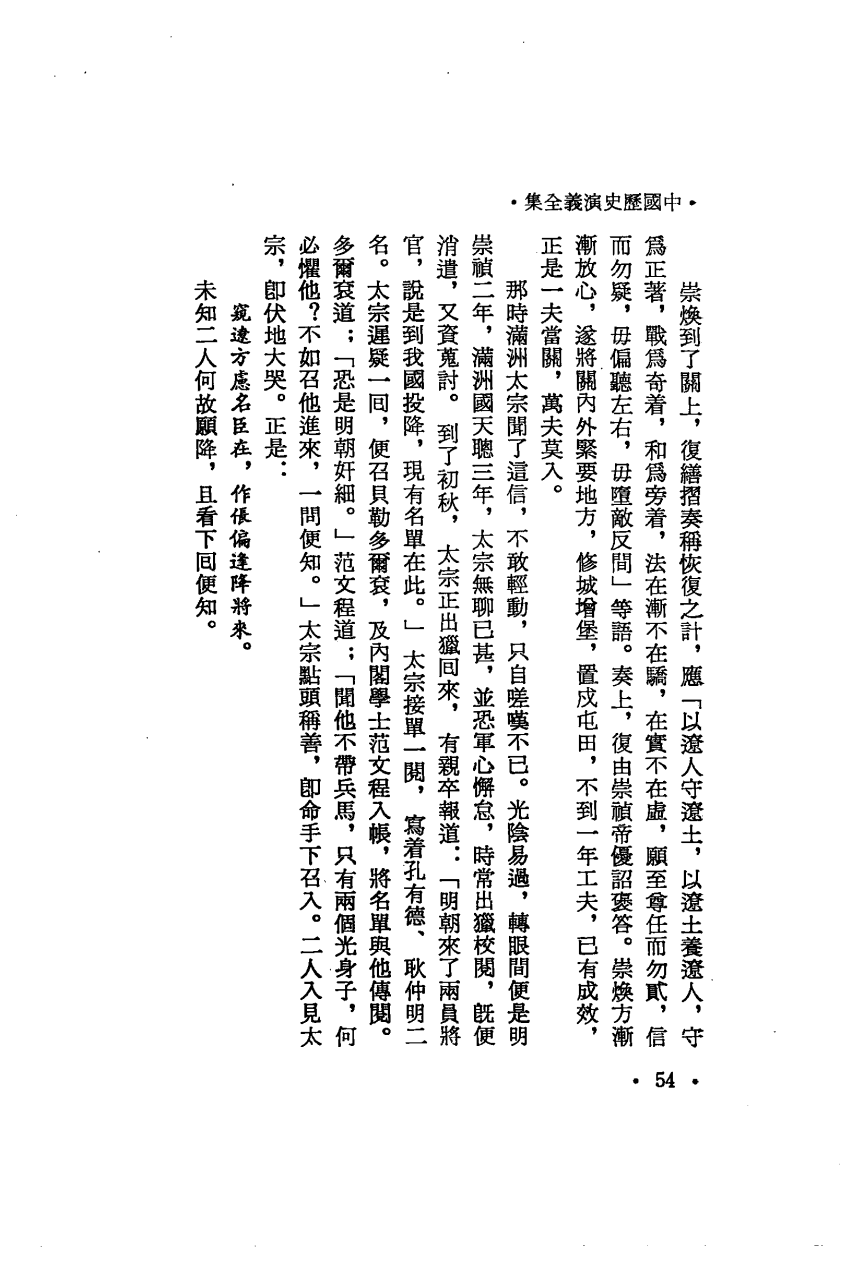 ·中國歷史演義全集·
崇煥到了關上，復繕摺奏稱恢復之計，應「以遼人守遼土，以遼土養遼人，守
爲正著，戰爲奇着，和爲旁着，法在漸不在驕，在實不在虛，願至尊任而勿貳，信
而勿疑，毋偏聽左右，毋墮敵反間」等語。奏上，復由崇禎帝優詔褒答。崇煥方漸
漸放心，遂將關內外緊要地方，修城增堡，置戍屯田，不到一年工夫，已有成效，
正是一夫當關，萬夫莫入。
那時滿洲太宗聞了這信，不敢輕動，只自嗟嘆不已。光陰易過，轉眼間便是明
崇禎二年，滿洲國天聰三年，太宗無聊已甚，並恐軍心懈怠，時常出獵校閱，既便
消遣，又資蒐討。到了初秋，太宗正出獵回來，有親卒報道：「明朝來了兩員將
官，說是到我國投降，現有名單在此。」太宗接單一閱，寫着孔有德、耿仲明二
名。太宗遲疑一回，便召貝勒多爾袞，及內閣學士范文程入帳，將名單與他傳閱。
多爾袞道；「恐是明朝奸細。」范文程道；「聞他不帶兵馬，只有兩個光身子，何
必懼他？不如召他進來，一問便知。」太宗點頭稱善，卽命手下召入。二人入見太
宗，卽伏地大哭。正是：
窺遼方慮名臣在，作倀偏逢降將來。
未知二人何故願降，且看下回便知。
· 54 ·